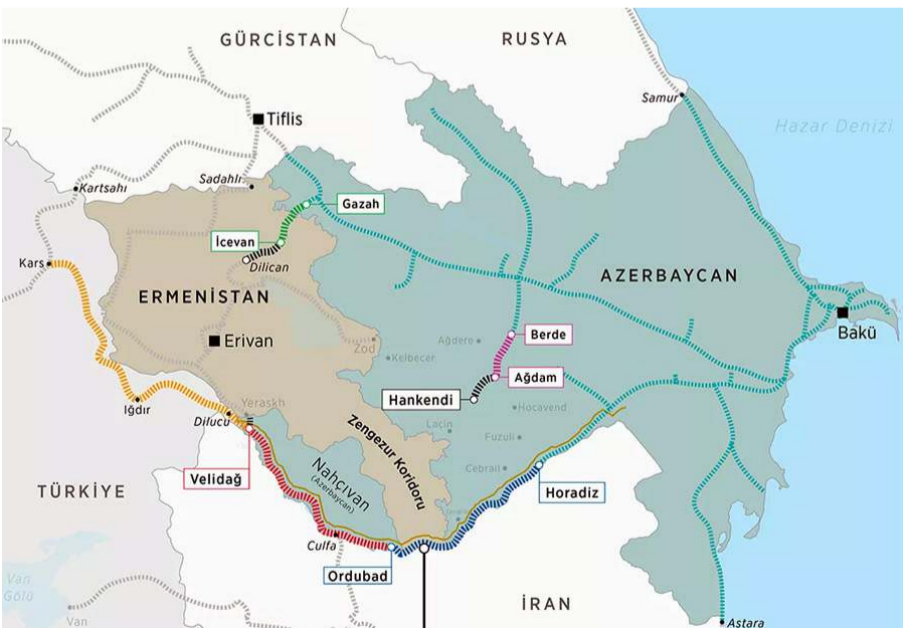 GÜRCİSTAN
RUSYA
Tiflis
Samur
Hazar Denizi
Kartsahı
Sadahlı
Gazah
İcevan
Dilican
Kars
AZERBAYCAN
ERMENİSTAN
Erivan
Zod
Ağdere
Berde
Bakü
Kelbecer
Ağdam
Hankendi
Iğdır
Hocavend
Dilucu
Yeraskh
Laçin
Zengezur Koridoru
Fuzuli
Cebrail
Velidağ
Nahcivan
(Azerbaycan)
Horadiz
TÜRKİYE
Culfa
Ordubad
Van
Gölü
İRAN
Van
Astara